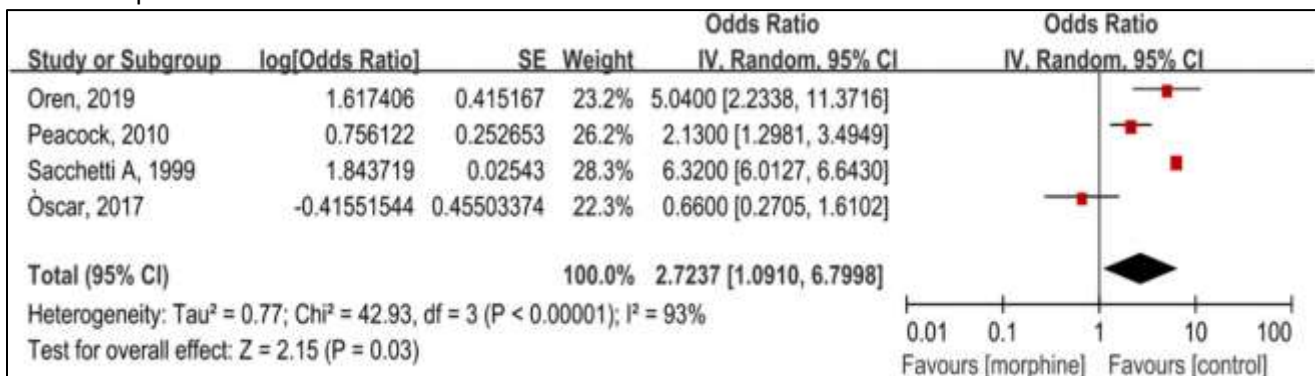 Odds Ratio Odds Ratio
Study or Subgroup log[Odds Ratio] SE Weight IV, Random, 95% CI IV, Random, 95% CI
Oren, 2019 1.617406 0.415167 23.2% 5.0400 [2.2338, 11.3716]
Peacock, 2010 0.756122 0.252653 26.2% 2.1300 [1.2981, 3.4949]
Sacchetti A, 1999 1.843719 0.02543 28.3% 6.3200 [6.0127, 6.6430]
Òscar, 2017 -0.41551544 0.45503374 22.3% 0.6600 [0.2705, 1.6102]
Total (95% CI) 100.0% 2.7237 [1.0910, 6.7998]
Heterogeneity: Tau² = 0.77; Chi² = 42.93, df = 3 (P < 0.00001); I² = 93%
Test for overall effect: Z = 2.15 (P = 0.03)
0.01 0.1 1 10 100
Favours [morphine] Favours [control]